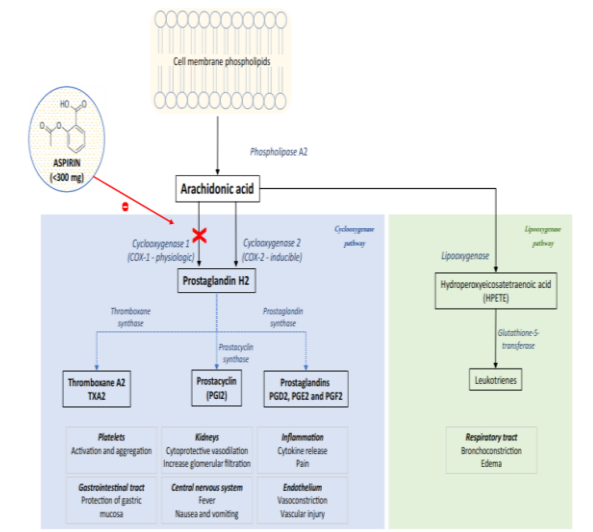 Cell membrane phospholipids
HO
O
O
O
ASPIRIN
(<300 mg)
Phospholipase A2
Arachidonic acid
Cyclooxygenase
pathway
Lipooxygenase
pathway
Cyclooxygenase 1
(COX-1 - physiologic)
Cyclooxygenase 2
(COX-2 - inducible)
Lipooxygenase
Prostaglandin H2
Hydroperoxyeicosatetraenoic acid
(HPETE)
Thromboxane
synthase
Prostaglandin
synthase
Prostacyclin
synthase
Glutathione-S-
transferase
Thromboxane A2
TXA2
Prostacyclin
(PGI2)
Prostaglandins
PGD2, PGE2 and PGF2
Leukotrienes
Platelets
Activation and aggregation
Kidneys
Cytoprotective vasodilation
Increase glomerular filtration
Inflammation
Cytokine release
Pain
Respiratory tract
Bronchoconstriction
Edema
Gastrointestinal tract
Protection of gastric
mucosa
Central nervous system
Fever
Nausea and vomiting
Endothelium
Vasoconstriction
Vascular injury